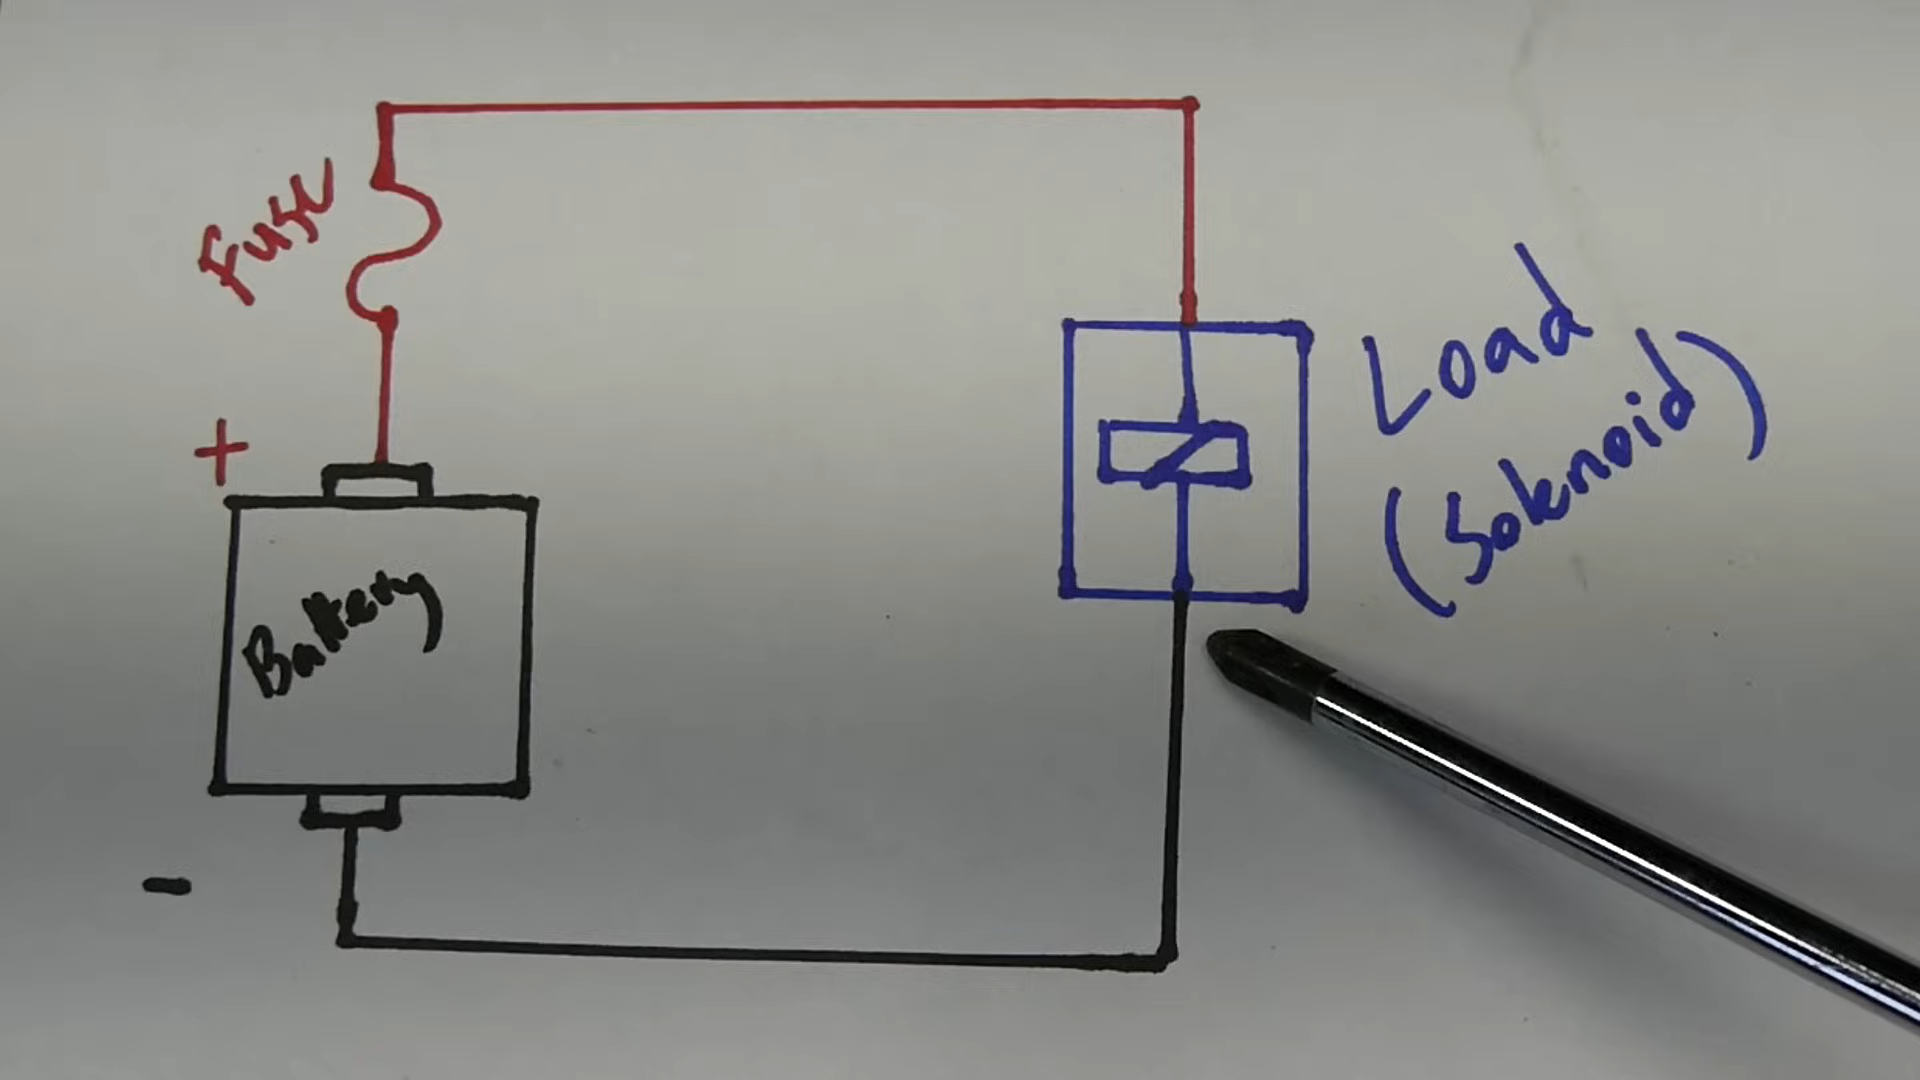 Fuse
+
Battery
-
Load
(Solenoid)